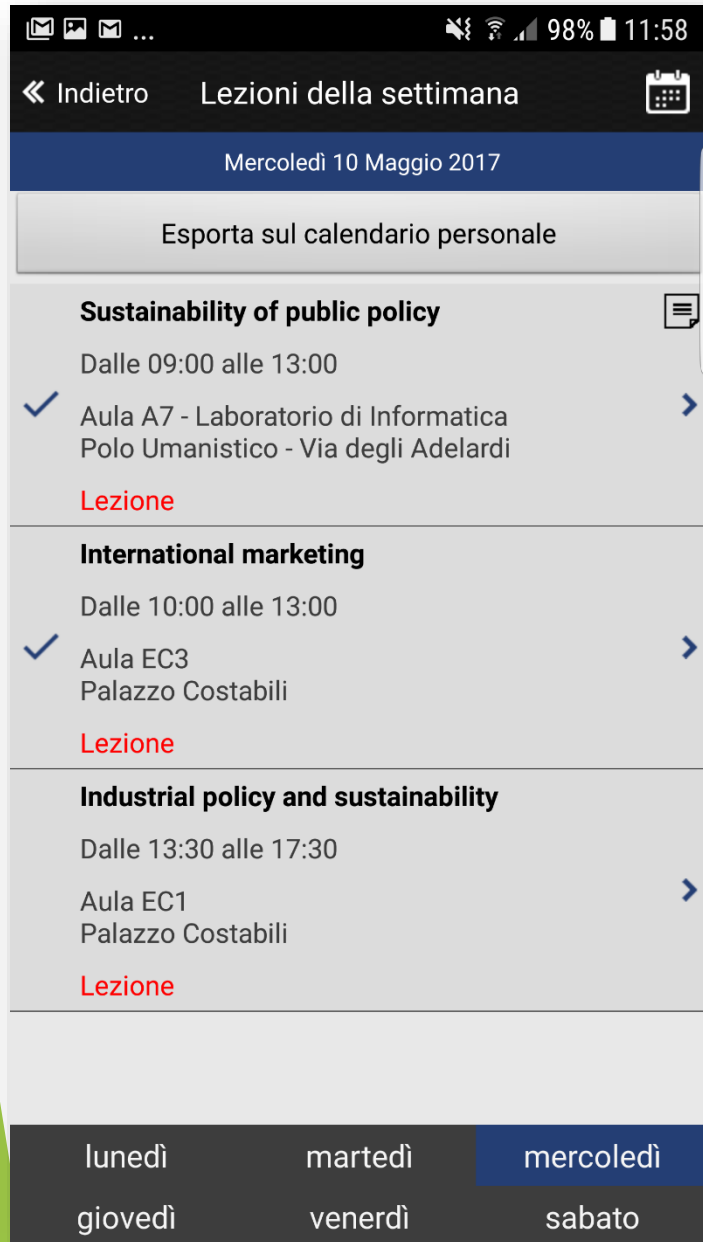 ... 98% 11:58
Indietro Lezioni della settimana
Mercoledì 10 Maggio 2017
Esporta sul calendario personale
Sustainability of public policy
Dalle 09:00 alle 13:00
Aula A7 - Laboratorio di Informatica
Polo Umanistico - Via degli Adelardi
Lezione
International marketing
Dalle 10:00 alle 13:00
Aula EC3
Palazzo Costabili
Lezione
Industrial policy and sustainability
Dalle 13:30 alle 17:30
Aula EC1
Palazzo Costabili
Lezione
lunedì martedì mercoledì
giovedì venerdì sabato